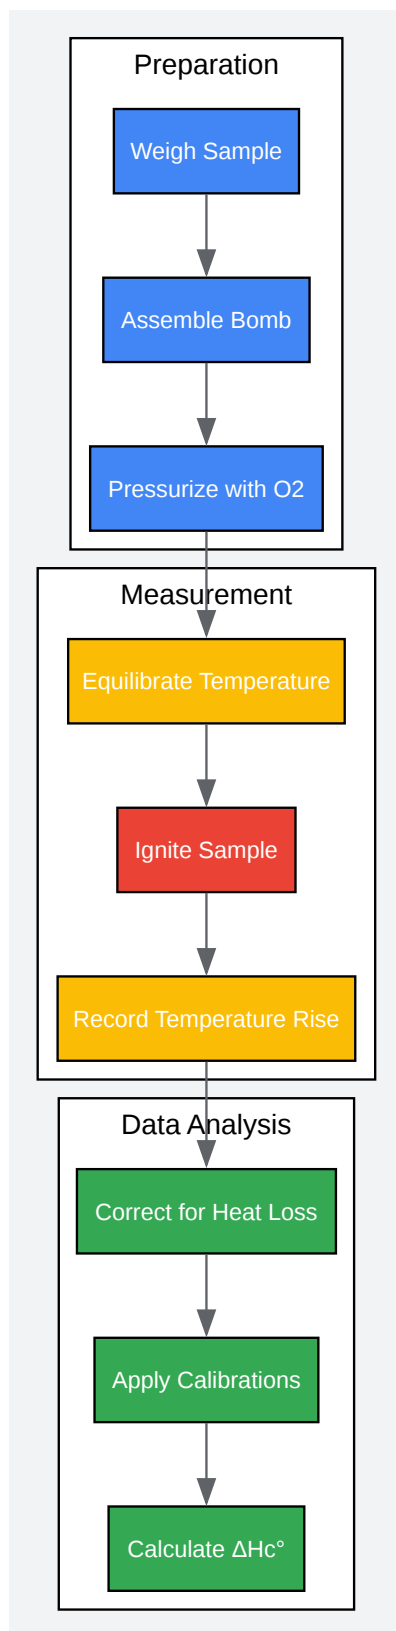 Preparation
Weigh Sample
Assemble Bomb
Pressurize with O2
Measurement
Equilibrate Temperature
Ignite Sample
Record Temperature Rise
Data Analysis
Correct for Heat Loss
Apply Calibrations
Calculate ΔHc°